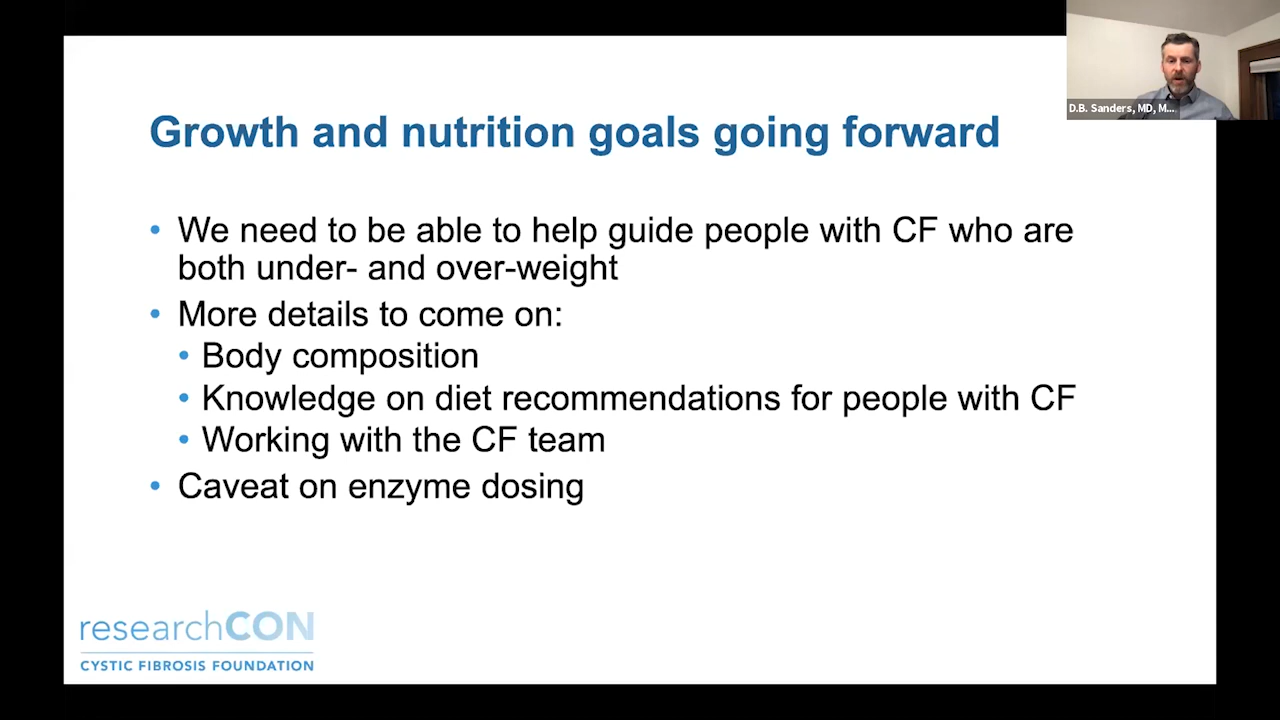 D.B. Sanders, MD, M...
Growth and nutrition goals going forward
• We need to be able to help guide people with CF who are
both under- and over-weight
• More details to come on:
• Body composition
• Knowledge on diet recommendations for people with CF
• Working with the CF team
• Caveat on enzyme dosing
researchCON
CYSTIC FIBROSIS FOUNDATION